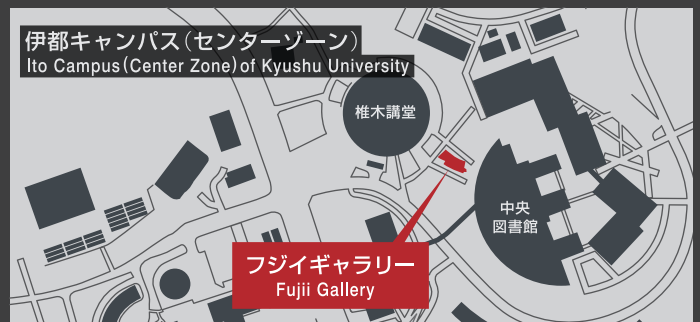 伊都キャンパス(センターゾーン)
Ito Campus(Center Zone)of Kyushu University
椎木講堂
中央
図書館
フジイギャラリー
Fujii Gallery